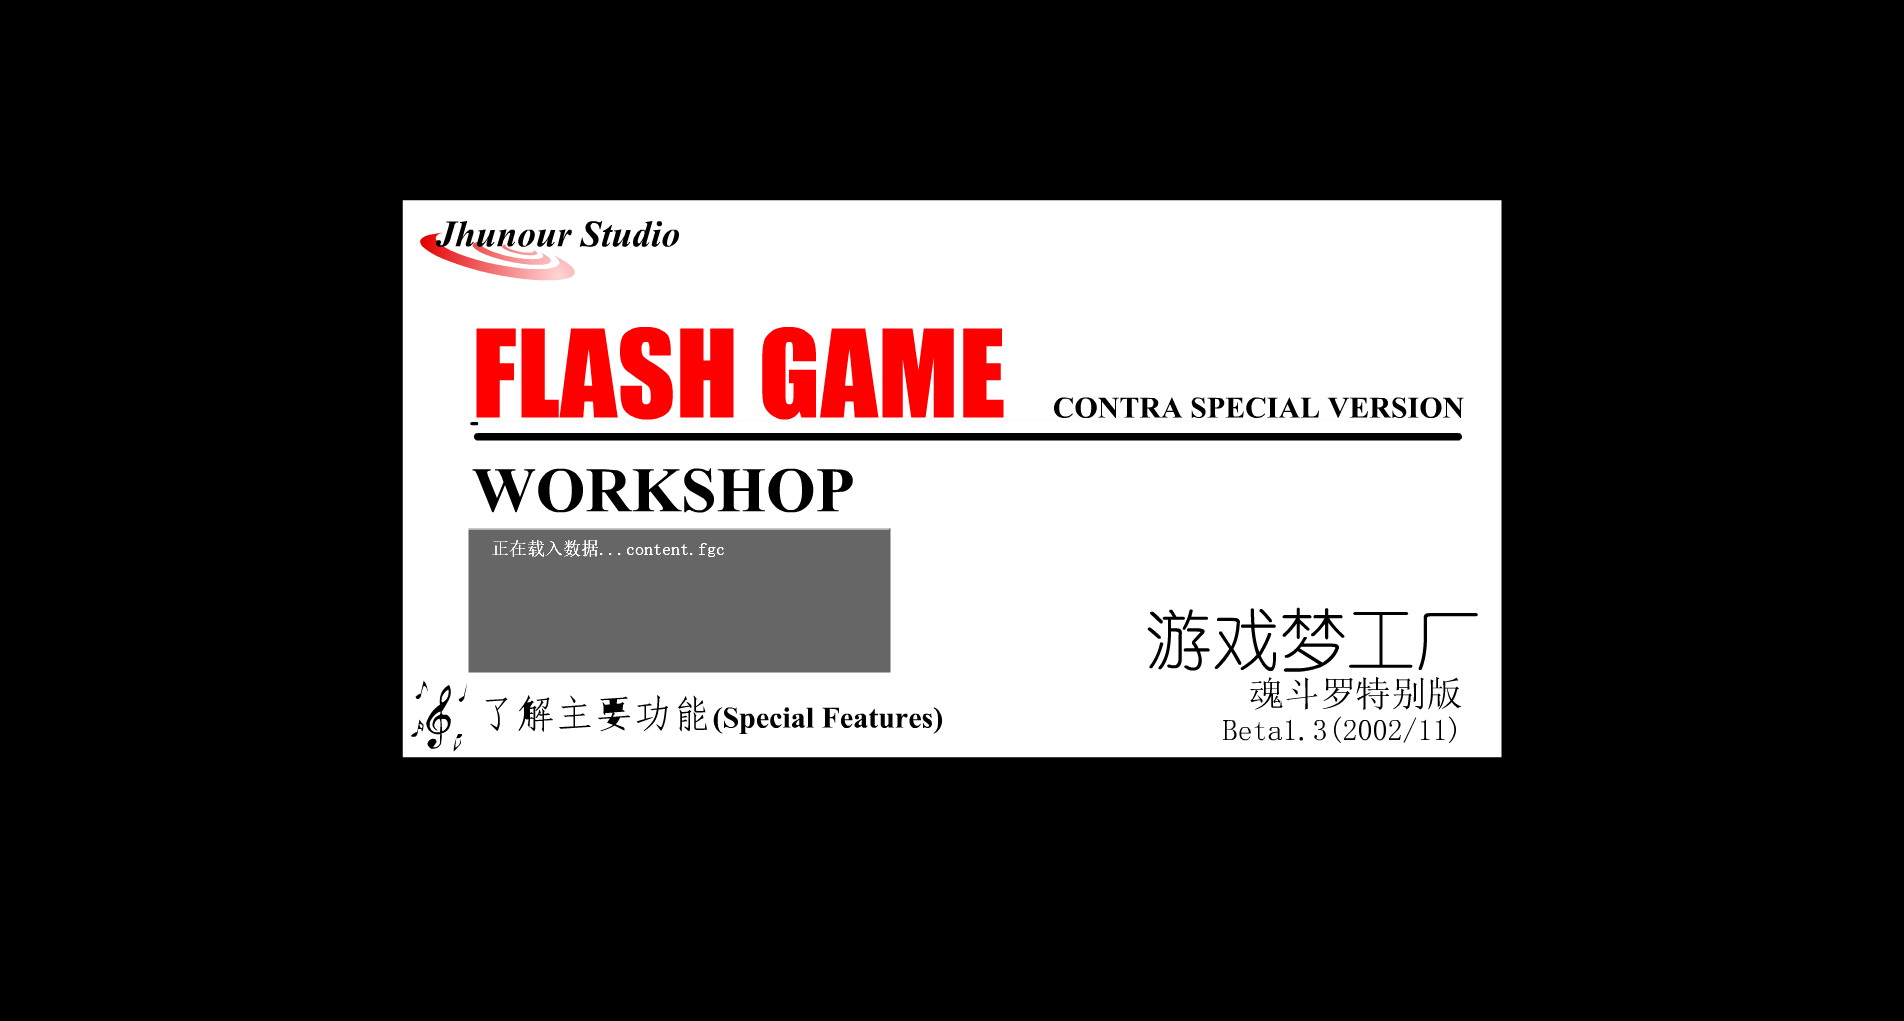 Jhunour Studio
FLASH GAME
CONTRA SPECIAL VERSION
WORKSHOP
正在载入数据...content.fgc
游戏梦工厂
魂斗罗特别版
Beta1.3(2002/11)
了解主要功能(Special Features)